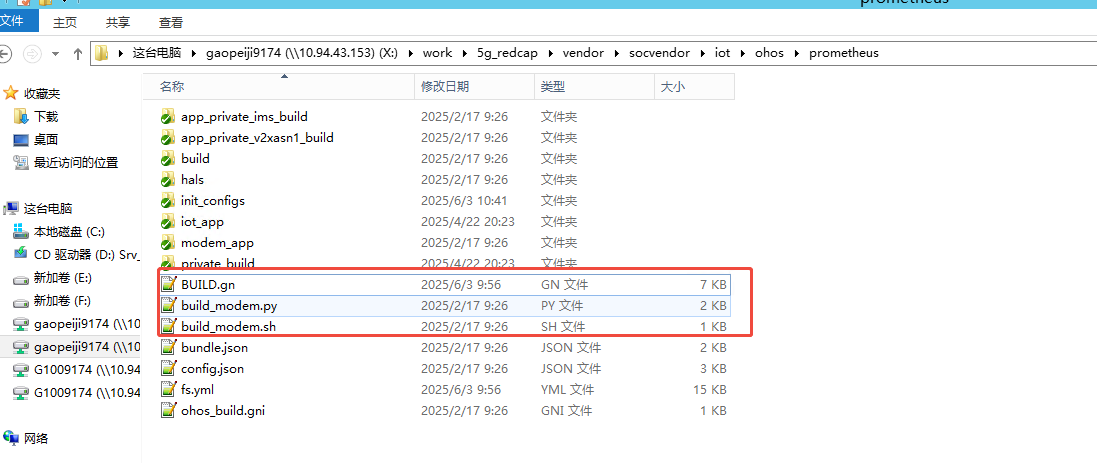 prometheus
文件 主页 共享 查看
这台电脑 gaopeiji9174 (\\10.94.43.153) (X:) work 5g_redcap vendor socvendor iot ohos prometheus
名称 修改日期 类型 大小
收藏夹
下载
桌面
最近访问的位置
这台电脑
本地磁盘 (C:)
CD 驱动器 (D:) Srv_
新加卷 (E:)
新加卷 (F:)
gaopeiji9174 (\\10
gaopeiji9174 (\\10
G1009174 (\\10.94
G1009174 (\\10.94
网络
app_private_ims_build 2025/2/17 9:26 文件夹
app_private_v2xasn1_build 2025/2/17 9:26 文件夹
build 2025/2/17 9:26 文件夹
hals 2025/2/17 9:26 文件夹
init_configs 2025/6/3 10:41 文件夹
iot_app 2025/4/22 20:23 文件夹
modem_app 2025/2/17 9:26 文件夹
private_build 2025/4/22 20:23 文件夹
BUILD.gn 2025/6/3 9:56 GN 文件 7 KB
build_modem.py 2025/2/17 9:26 PY 文件 2 KB
build_modem.sh 2025/2/17 9:26 SH 文件 1 KB
bundle.json 2025/2/17 9:26 JSON 文件 2 KB
config.json 2025/2/17 9:26 JSON 文件 3 KB
fs.yml 2025/6/3 9:56 YML 文件 15 KB
ohos_build.gni 2025/2/17 9:26 GNI 文件 1 KB